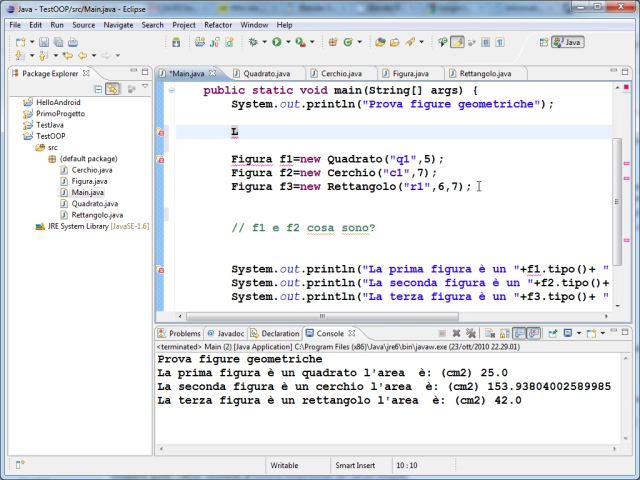 Java - TestOOP/src/Main.java - Eclipse
File Edit Run Source Navigate Search Project Refactor Window Help
Java
Package Explorer
HelloAndroid
PrimoProgetto
TestJava
TestOOP
src
(default package)
Cerchio.java
Figura.java
Main.java
Quadrato.java
Rettangolo.java
JRE System Library [JavaSE-1.6]
*Main.java Quadrato.java Cerchio.java Figura.java Rettangolo.java
public static void main(String[] args) {
System.out.println("Prova figure geometriche");
L
Figura f1=new Quadrato("q1",5);
Figura f2=new Cerchio("c1",7);
Figura f3=new Rettangolo("r1",6,7);
// f1 e f2 cosa sono?
System.out.println("La prima figura è un "+f1.tipo()+ "
System.out.println("La seconda figura è un "+f2.tipo()+
System.out.println("La terza figura è un "+f3.tipo()+ "
Problems Javadoc Declaration Console
<terminated> Main (2) [Java Application] C:\Program Files (x86)\Java\jre6\bin\javaw.exe (23/ott/2010 22.29.01)
Prova figure geometriche
La prima figura è un quadrato l'area  è: (cm2) 25.0
La seconda figura è un cerchio l'area  è: (cm2) 153.93804002589985
La terza figura è un rettangolo l'area  è: (cm2) 42.0
Writable Smart Insert 10 : 10